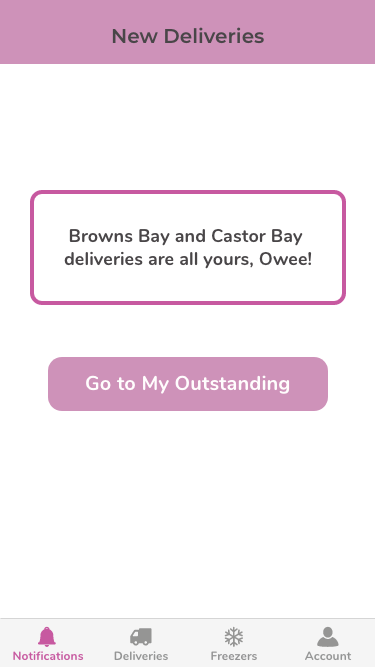 New Deliveries
Browns Bay and Castor Bay
deliveries are all yours, Owee!
Go to My Outstanding
Notifications
Deliveries
Freezers
Account